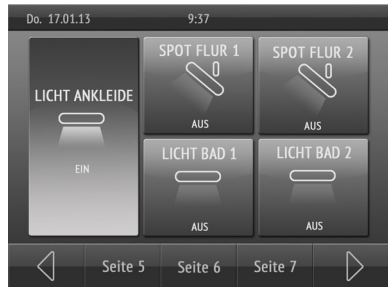 Do. 17.01.13 9:37
LICHT ANKLEIDE
EIN
SPOT FLUR 1
AUS
SPOT FLUR 2
AUS
LICHT BAD 1
AUS
LICHT BAD 2
AUS
Seite 5 Seite 6 Seite 7